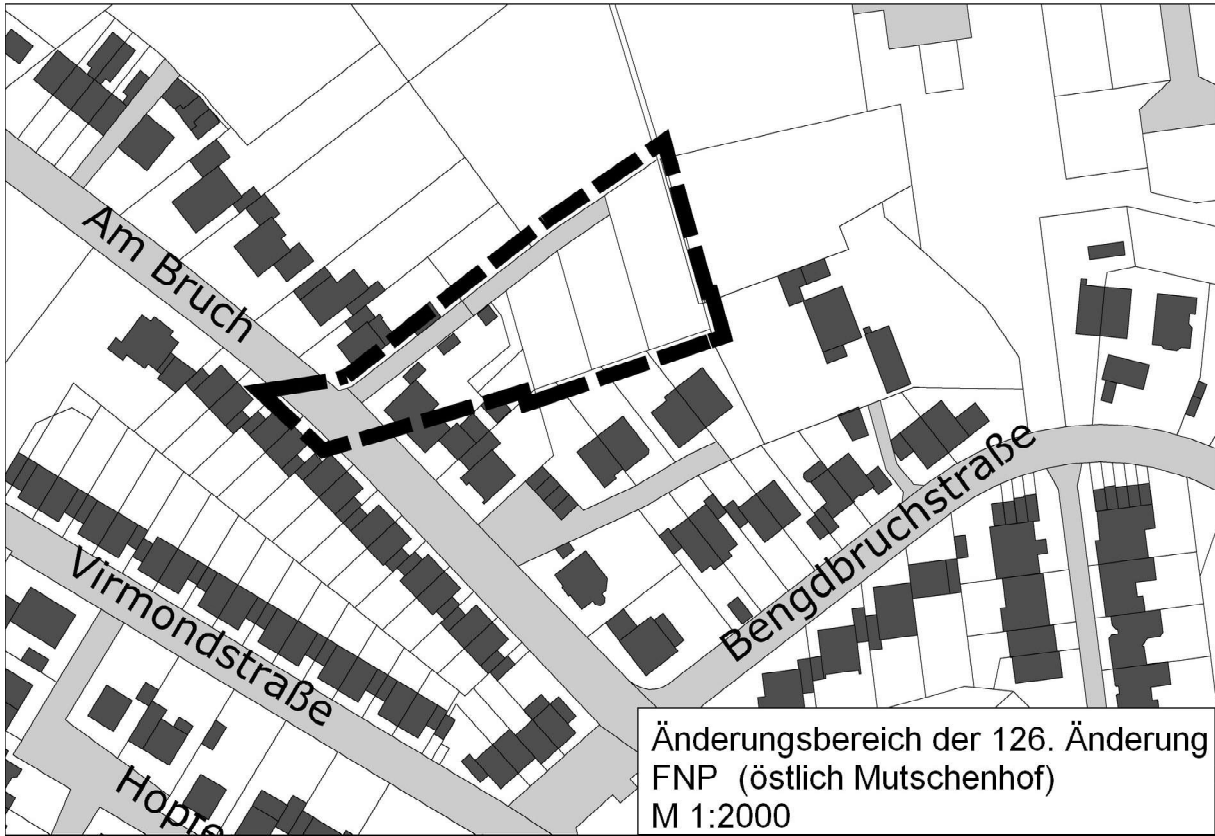 Am Bruch
Virmondstraße
Bengdbruchstraße
Änderungsbereich der 126. Änderung
FNP (östlich Mutschenhof)
M 1:2000